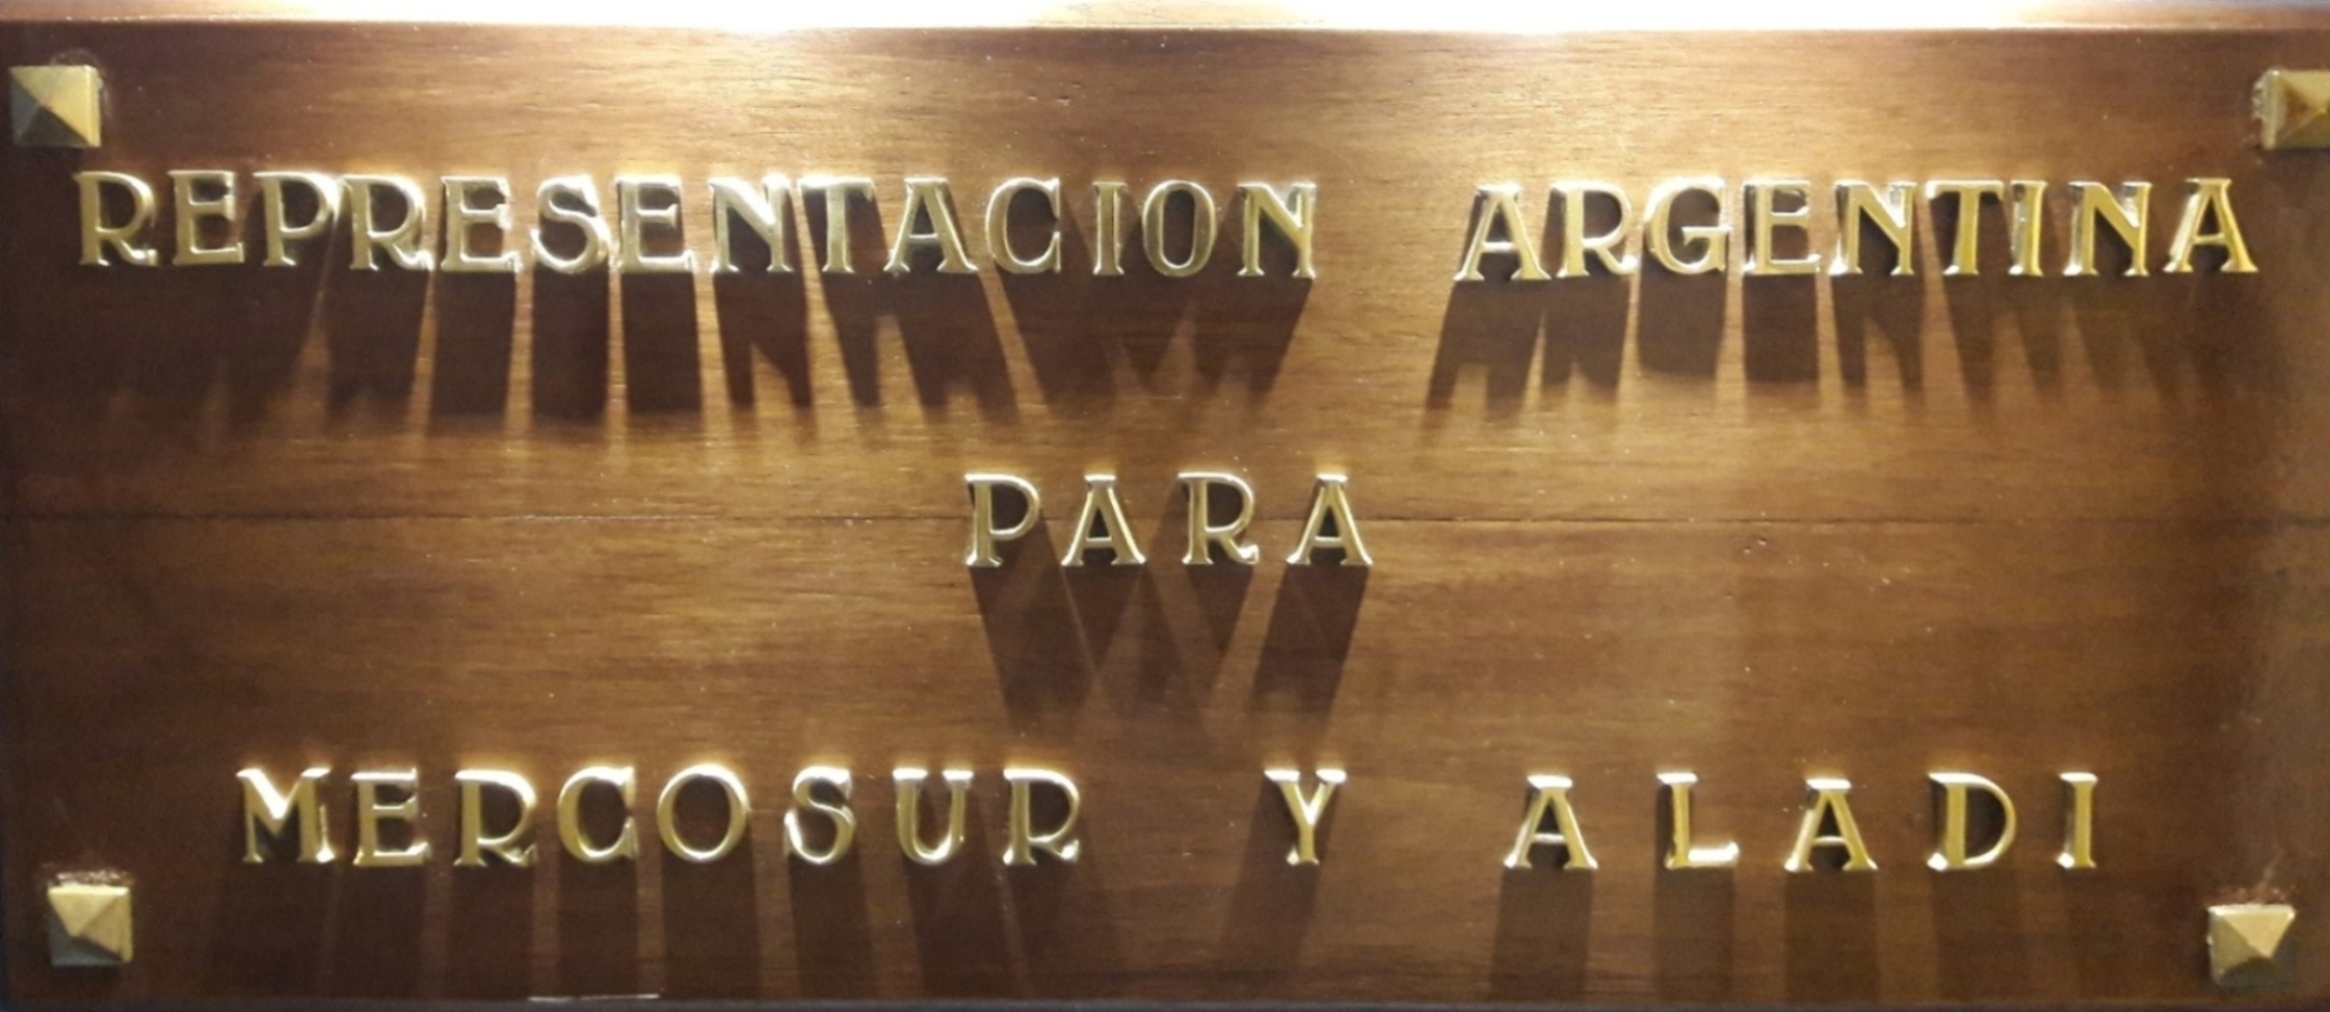 REPRESENTACION ARGENTINA
PARA
MERCOSUR Y ALADI